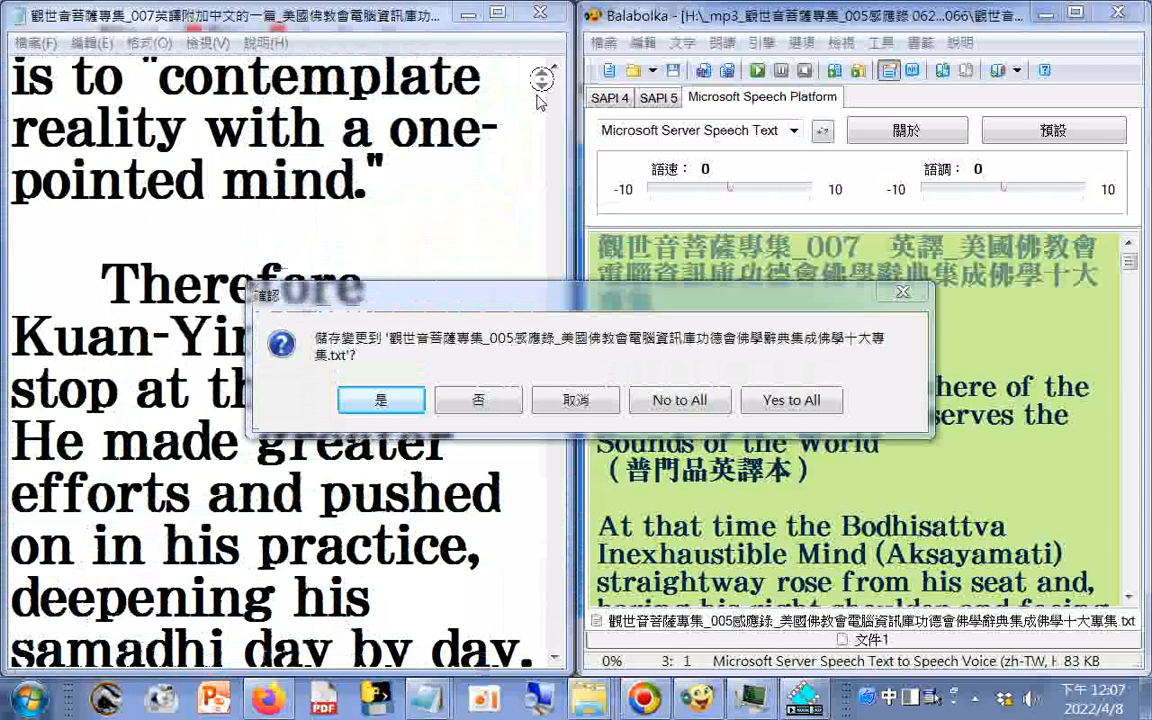 觀世音菩薩專集_007英譯附加中文的一篇_美國佛教會電腦資訊庫功...
檔案(F) 編輯(E) 格式(O) 檢視(V) 說明(H)
is to "contemplate
reality with a one-
pointed mind."
Therefore
Kuan-Yin
stop at th
He made greater
efforts and pushed
on in his practice,
deepening his
samadhi day by day.
Balabolka - [H:\_mp3_觀世音菩薩專集_005感應錄 062...066\觀世音...
檔案 編輯 文字 朗讀 引擎 選項 檢視 工具 書籤 說明
SAPI 4 SAPI 5 Microsoft Speech Platform
Microsoft Server Speech Text 關於 預設
語速： 0 語調： 0
-10 10 -10 10
觀世音菩薩專集_007 英譯_美國佛教會
電腦資訊庫功德會佛學辭典集成佛學十大
here of the
serves the
Sounds of the World
（普門品英譯本）
At that time the Bodhisattva
Inexhaustible Mind (Aksayamati)
straightway rose from his seat and,
觀世音菩薩專集_005感應錄_美國佛教會電腦資訊庫功德會佛學辭典集成佛學十大專集.txt
文件1
0% 3: 1 Microsoft Server Speech Text to Speech Voice (zh-TW, H 83 KB
確認
儲存變更到 '觀世音菩薩專集_005感應錄_美國佛教會電腦資訊庫功德會佛學辭典集成佛學十大專
集.txt'?
是 否 取消 No to All Yes to All
中
下午 12:07
2022/4/8